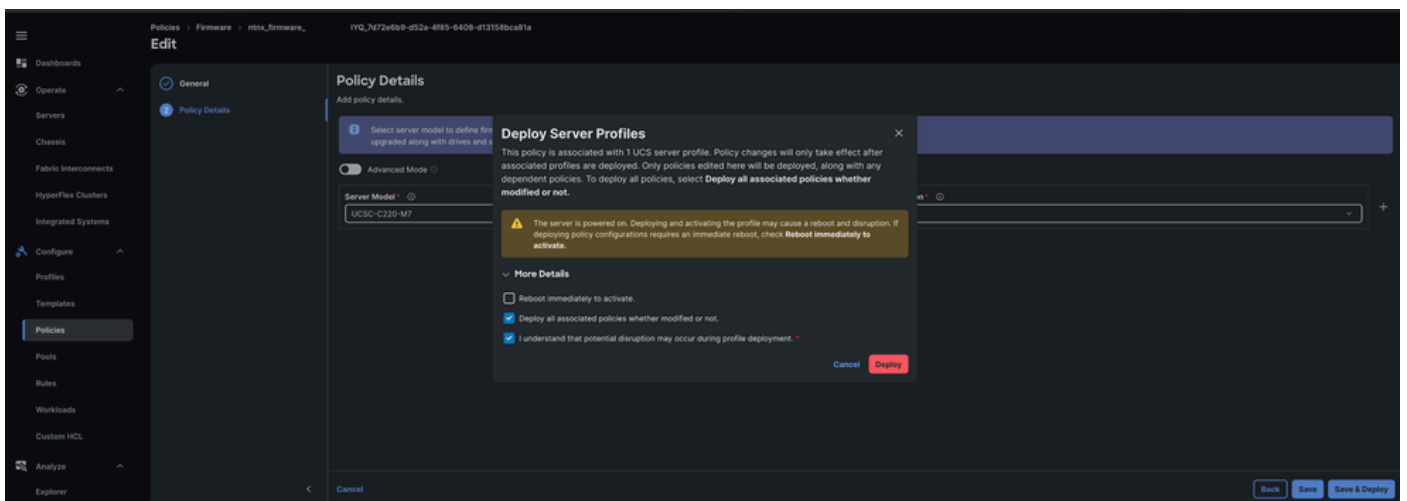 Policies > Firmware > ntnx_firmware_ IYQ_7d72e6b9-d52a-4f85-6408-d13158bca81a
Edit
Dashboards
Operate
Servers
Chassis
Fabric Interconnects
HyperFlex Clusters
Integrated Systems
Configure
Profiles
Templates
Policies
Pools
Rules
Workloads
Custom HCL
Analyze
Explorer
General
2 Policy Details
Policy Details
Add policy details.
Select server model to define firm
upgraded along with drives and s
Advanced Mode
Server Model *
UCSC-C220-M7
on *
Deploy Server Profiles
This policy is associated with 1 UCS server profile. Policy changes will only take effect after
associated profiles are deployed. Only policies edited here will be deployed, along with any
dependent policies. To deploy all policies, select Deploy all associated policies whether
modified or not.
The server is powered on. Deploying and activating the profile may cause a reboot and disruption. If
deploying policy configurations requires an immediate reboot, check Reboot immediately to
activate.
More Details
Reboot immediately to activate.
Deploy all associated policies whether modified or not.
I understand that potential disruption may occur during profile deployment. *
Cancel Deploy
Cancel
Back Save Save & Deploy